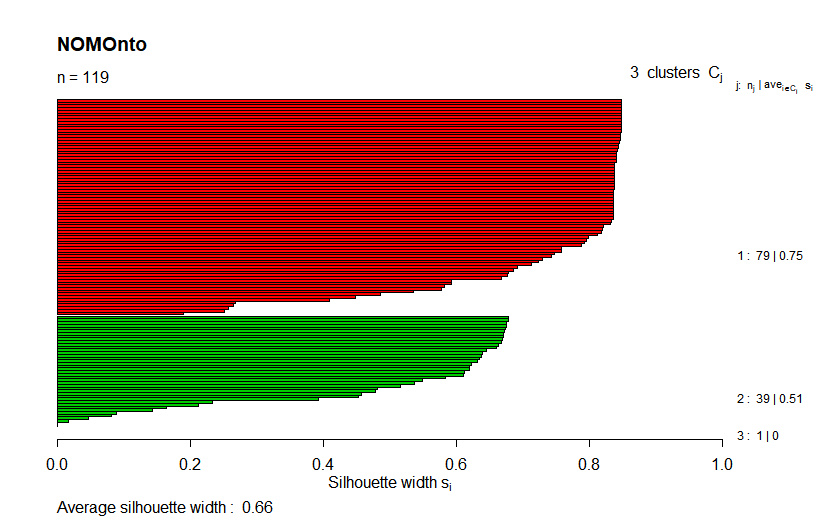 NOMOnto
n = 119
3 clusters Cj
j: nj | avei∈Cj si
1 : 79 | 0.75
2 : 39 | 0.51
3 : 1 | 0
0.0 0.2 0.4 0.6 0.8 1.0
Silhouette width si
Average silhouette width : 0.66